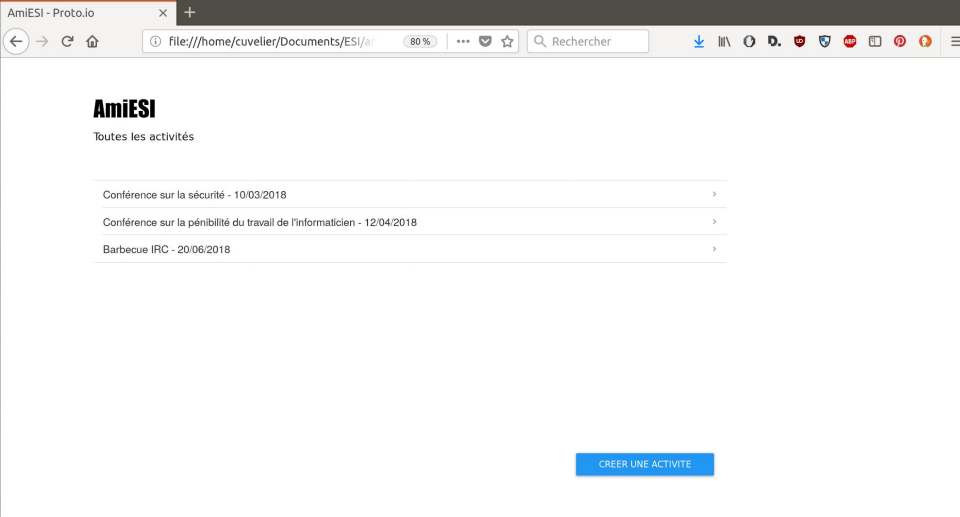 AmiESI - Proto.io
file:///home/cuvelier/Documents/ESI/a
80 %
Rechercher
AmiESI
Toutes les activités
Conférence sur la sécurité - 10/03/2018
Conférence sur la pénibilité du travail de l'informaticien - 12/04/2018
Barbecue IRC - 20/06/2018
CREER UNE ACTIVITE